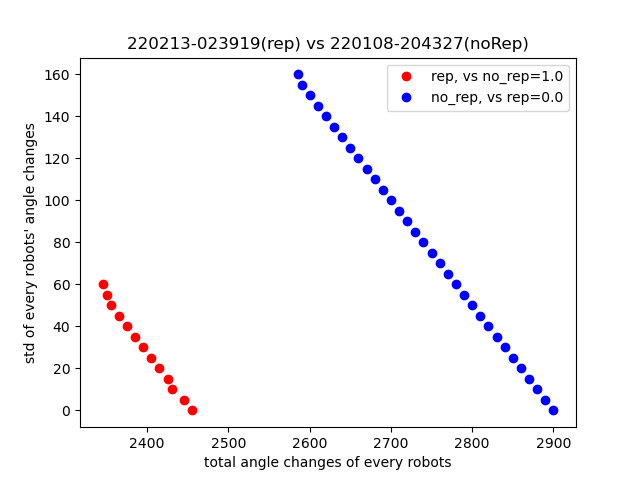 220213-023919(rep) vs 220108-204327(noRep)
rep, vs no_rep=1.0
no_rep, vs rep=0.0
std of every robots' angle changes
160
140
120
100
80
60
40
20
0
2400 2500 2600 2700 2800 2900
total angle changes of every robots